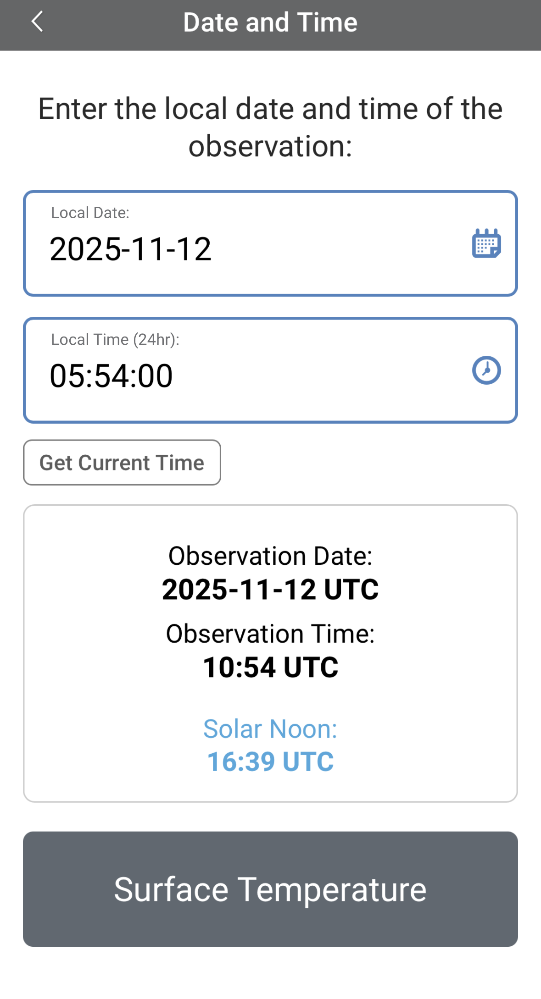 Date and Time
Enter the local date and time of the
observation:
Local Date:
2025-11-12
Local Time (24hr):
05:54:00
Get Current Time
Observation Date:
2025-11-12 UTC
Observation Time:
10:54 UTC
Solar Noon:
16:39 UTC
Surface Temperature